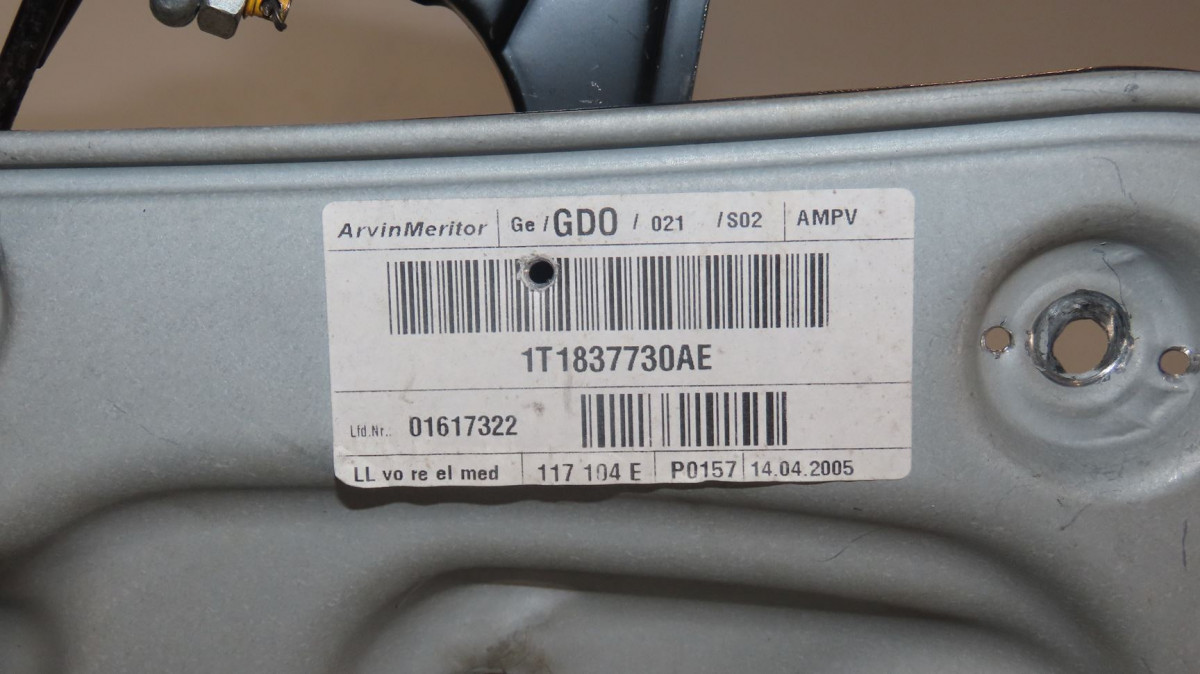 ArvinMeritor Ge / GDO / 021 / S02 AMPV
1T1837730AE
Lfd.Nr.: 01617322
LL vo re el med 117 104 E P0157 14.04.2005